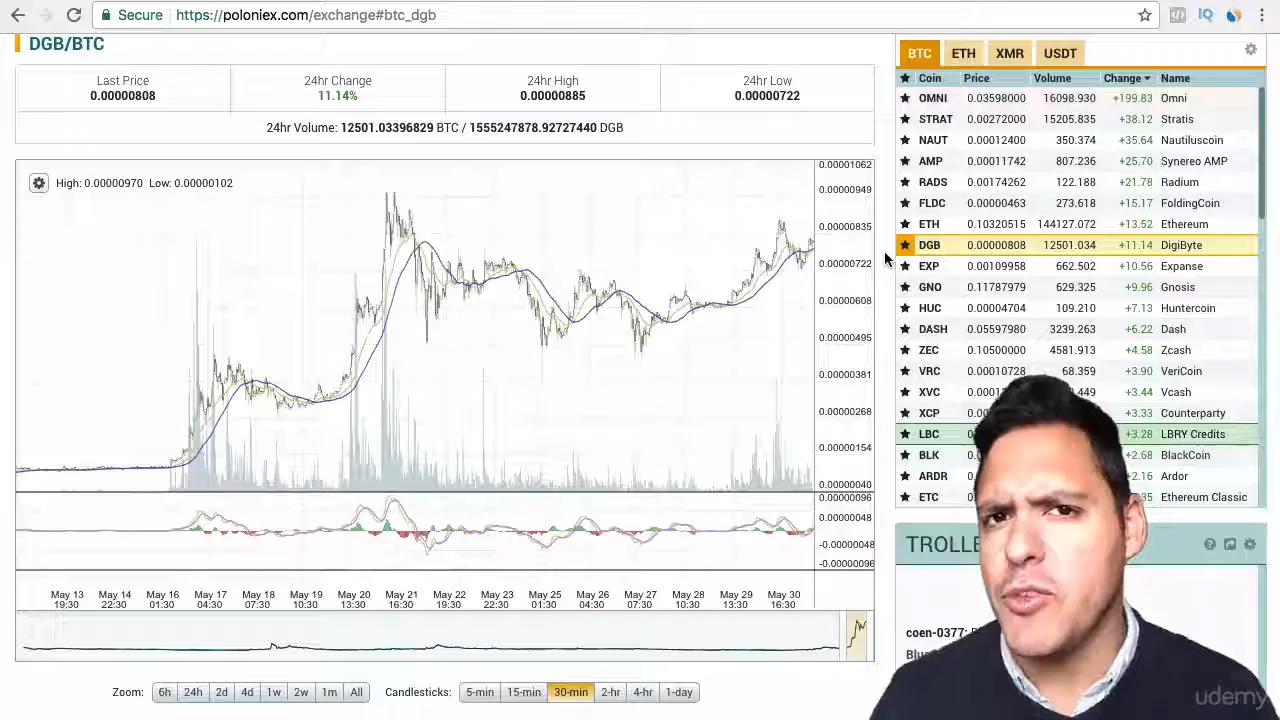 Secure https://poloniex.com/exchange#btc_dgb
DGB/BTC
Last Price 24hr Change 24hr High 24hr Low
0.00000808 11.14% 0.00000885 0.00000722
24hr Volume: 12501.03396829 BTC / 1555247878.92727440 DGB
High: 0.00000970 Low: 0.00000102
0.00001062
0.00000949
0.00000835
0.00000722
0.00000608
0.00000495
0.00000381
0.00000268
0.00000154
0.00000040
0.00000096
0.00000048
0
-0.00000048
-0.00000096
May 13 May 14 May 16 May 17 May 18 May 19 May 20 May 21 May 22 May 23 May 25 May 26 May 27 May 28 May 29 May 30
19:30 22:30 01:30 04:30 07:30 10:30 13:30 16:30 19:30 22:30 01:30 04:30 07:30 10:30 13:30 16:30
Zoom: 6h 24h 2d 4d 1w 2w 1m All Candlesticks: 5-min 15-min 30-min 2-hr 4-hr 1-day
BTC ETH XMR USDT
Coin Price Volume Change Name
OMNI 0.03598000 16098.930 +199.83 Omni
STRAT 0.00272000 15205.835 +38.12 Stratis
NAUT 0.00012400 350.374 +35.64 Nautiluscoin
AMP 0.00011742 807.236 +25.70 Synereo AMP
RADS 0.00174262 122.188 +21.78 Radium
FLDC 0.00000463 273.618 +15.17 FoldingCoin
ETH 0.10320515 144127.072 +13.52 Ethereum
DGB 0.00000808 12501.034 +11.14 DigiByte
EXP 0.00109958 662.502 +10.56 Expanse
GNO 0.11787979 629.325 +9.96 Gnosis
HUC 0.00004704 109.210 +7.13 Huntercoin
DASH 0.05597980 3239.263 +6.22 Dash
ZEC 0.10500000 4581.913 +4.58 Zcash
VRC 0.00010728 68.359 +3.90 VeriCoin
XVC +3.44 Vcash
XCP +3.33 Counterparty
LBC +3.28 LBRY Credits
BLK +2.68 BlackCoin
ARDR +2.16 Ardor
ETC Ethereum Classic
coen-0377:
udemy